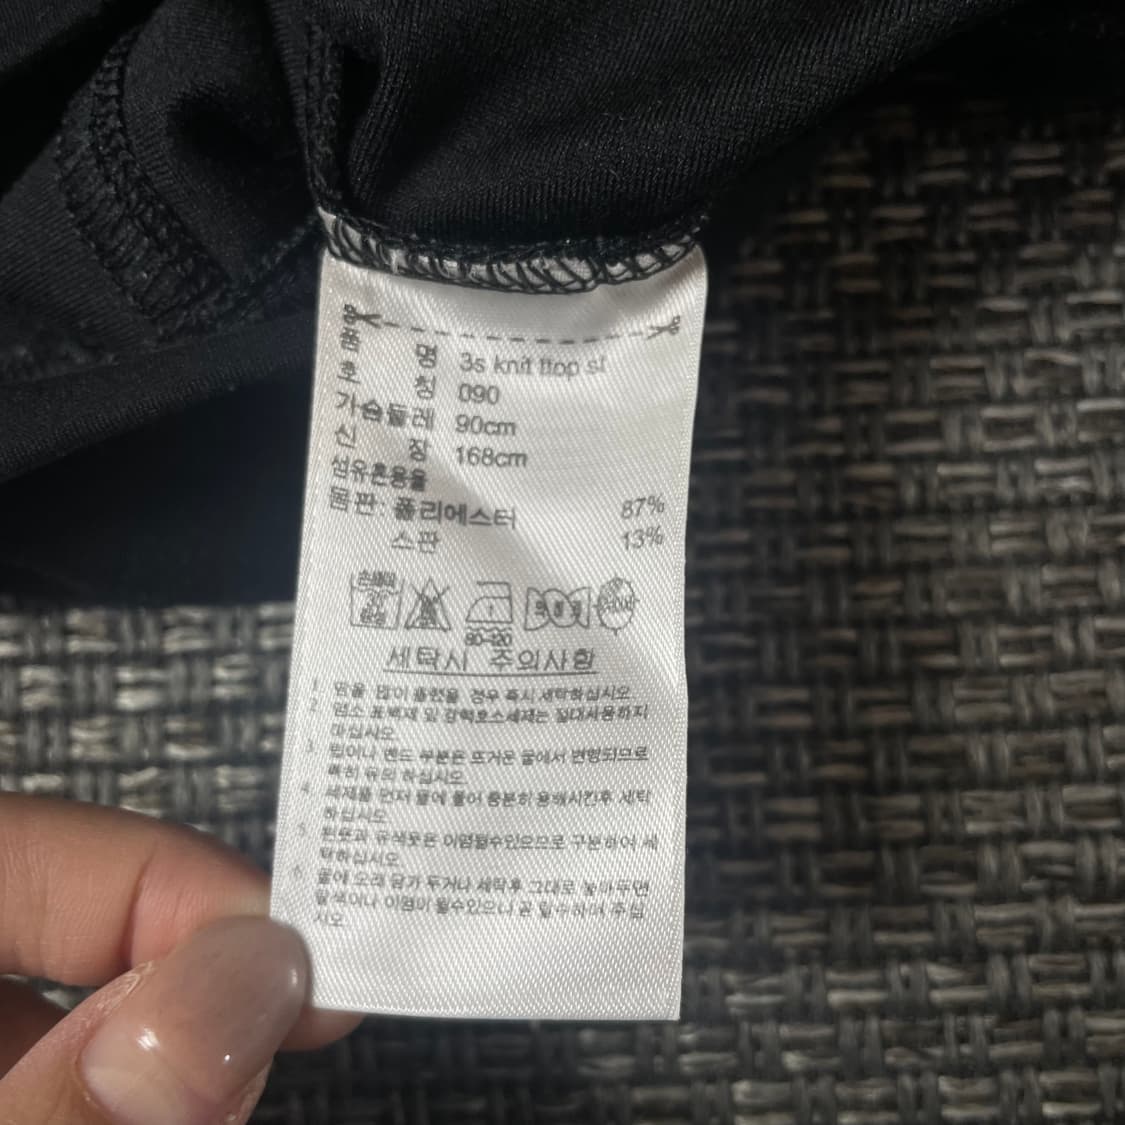 품 명 3s knit ttop sl
호 칭 090
가슴둘레 90cm
신 장 168cm
섬유혼용율
몸판: 폴리에스터 87%
스판 13%
손세탁
80~120
세탁시 주의사항
1. 땀을 많이 흘렸을 경우 즉시 세탁하십시오.
2. 염소 표백제 및 강력효소세제는 절대사용하지
마십시오.
3. 립이나 밴드 부분은 뜨거운 물에서 변형되므로
특히 유의 하십시오
4. 세제를 먼저 물에 풀어 충분히 용해시킨후 세탁
하십시오
5. 흰옷과 유색옷은 이염될수있으므로 구분하여 세
탁하십시오
6. 물에 오래 담가 두거나 세탁후 그대로 놓아두면
탈색이나 이염이 될수있으니 곧 탈수하여 주십
시오.